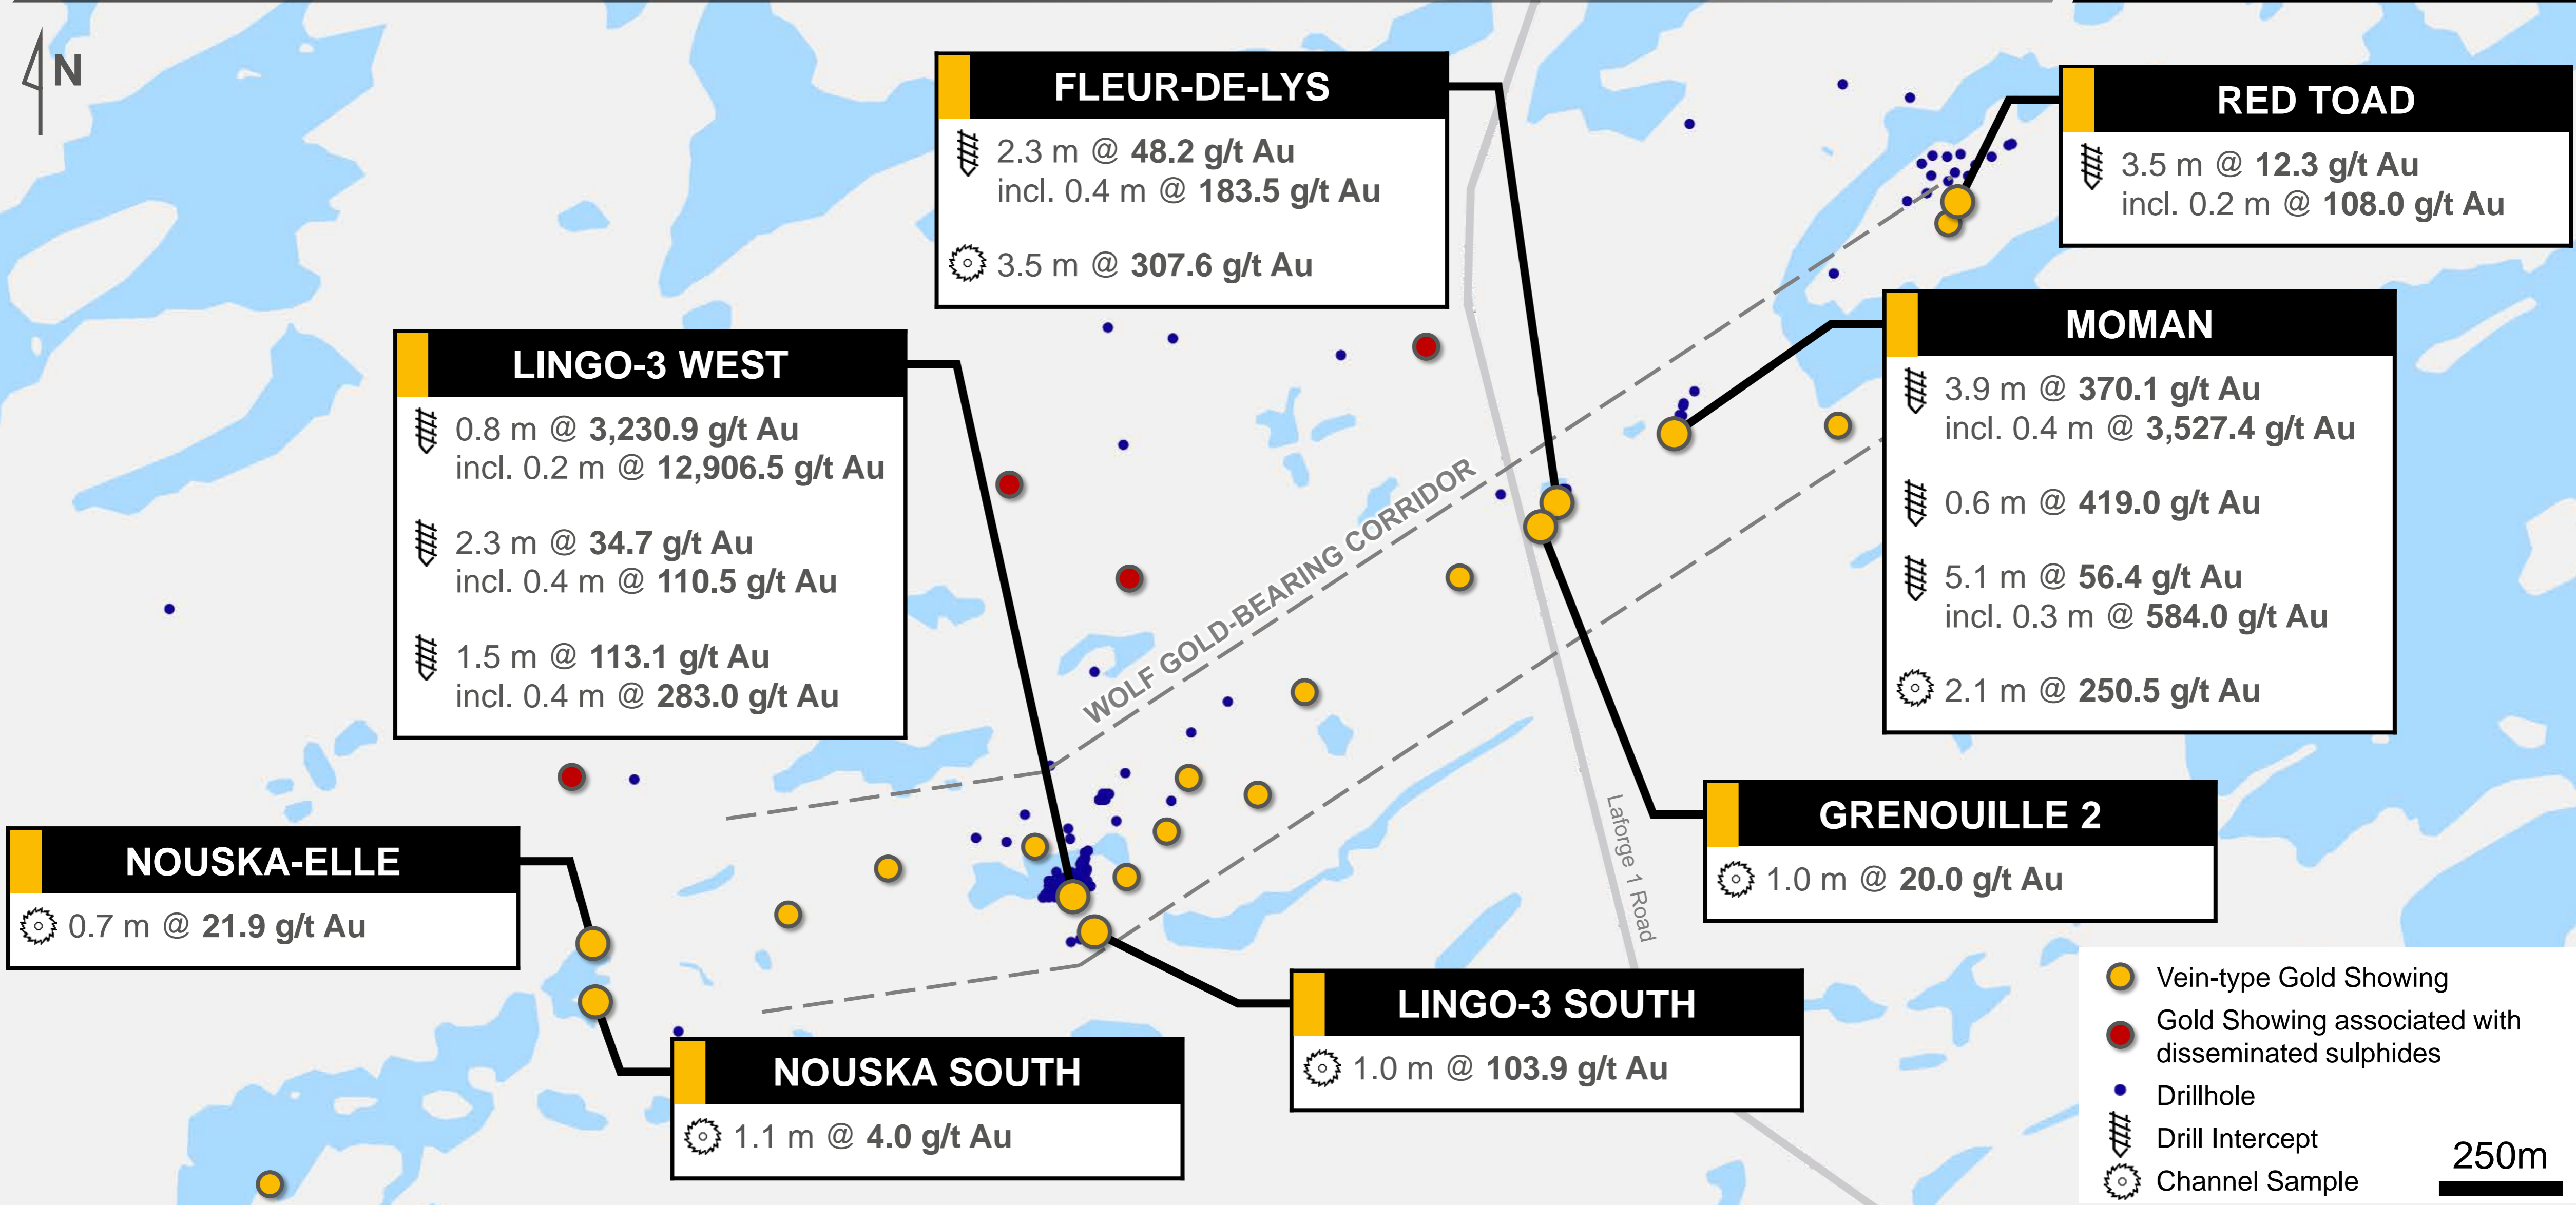 N
FLEUR-DE-LYS
2.3 m @ 48.2 g/t Au
incl. 0.4 m @ 183.5 g/t Au
3.5 m @ 307.6 g/t Au
RED TOAD
3.5 m @ 12.3 g/t Au
incl. 0.2 m @ 108.0 g/t Au
LINGO-3 WEST
0.8 m @ 3,230.9 g/t Au
incl. 0.2 m @ 12,906.5 g/t Au
2.3 m @ 34.7 g/t Au
incl. 0.4 m @ 110.5 g/t Au
1.5 m @ 113.1 g/t Au
incl. 0.4 m @ 283.0 g/t Au
MOMAN
3.9 m @ 370.1 g/t Au
incl. 0.4 m @ 3,527.4 g/t Au
0.6 m @ 419.0 g/t Au
5.1 m @ 56.4 g/t Au
incl. 0.3 m @ 584.0 g/t Au
2.1 m @ 250.5 g/t Au
WOLF GOLD-BEARING CORRIDOR
Laforge 1 Road
GRENOUILLE 2
1.0 m @ 20.0 g/t Au
NOUSKA-ELLE
0.7 m @ 21.9 g/t Au
LINGO-3 SOUTH
1.0 m @ 103.9 g/t Au
NOUSKA SOUTH
1.1 m @ 4.0 g/t Au
Vein-type Gold Showing
Gold Showing associated with
disseminated sulphides
Drillhole
Drill Intercept
Channel Sample
250m